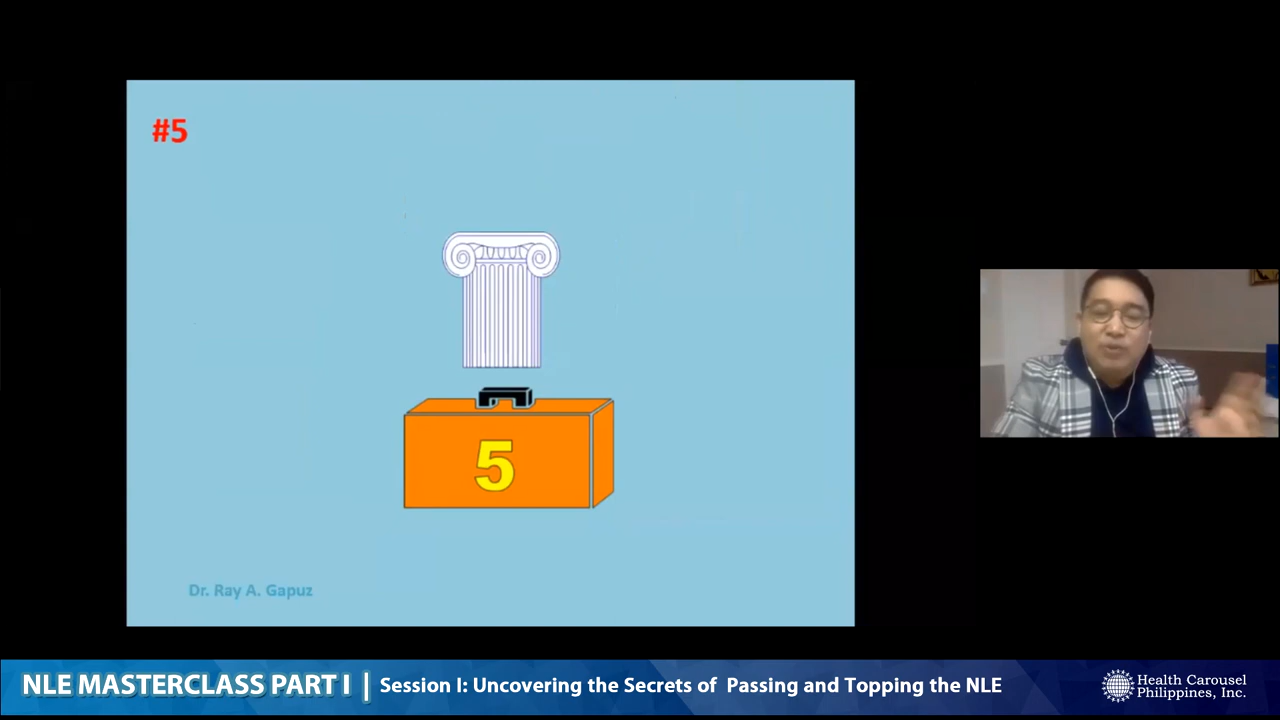 #5
5
Dr. Ray A. Gapuz
NLE MASTERCLASS PART I | Session I: Uncovering the Secrets of Passing and Topping the NLE
Health Carousel
Philippines, Inc.